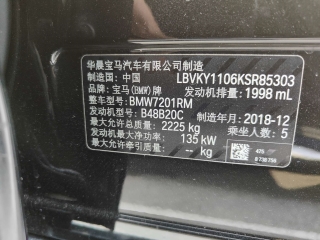 华晨宝马汽车有限公司制造
制造国：中国 LBVKY1106KSR85303
品牌：宝马(BMW)牌 发动机排量：1998 mL
整车型号：BMW7201RM
发动机型号：B48B20C 制造年月：2018-12
最大允许总质量：2225 kg 乘坐人数：5
发动机最大净功率：135 kW
最大允许牵引质量：-- kg
475